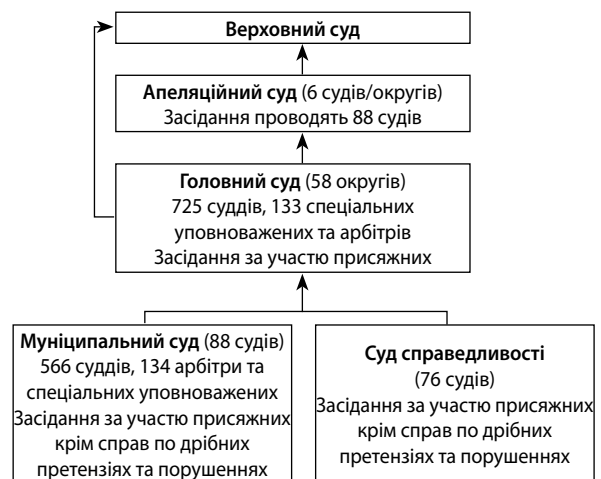 Верховний суд
Апеляційний суд (6 судів/округів)
Засідання проводять 88 судів
Головний суд (58 округів)
725 суддів, 133 спеціальних
уповноважених та арбітрів
Засідання за участю присяжних
Муніципальний суд (88 судів)
566 суддів, 134 арбітри та
спеціальних уповноважених
Засідання за участю присяжних
крім справ по дрібних
претензіях та порушеннях
Суд справедливості
(76 судів)
Засідання за участю присяжних
крім справ по дрібних
претензіях та порушеннях